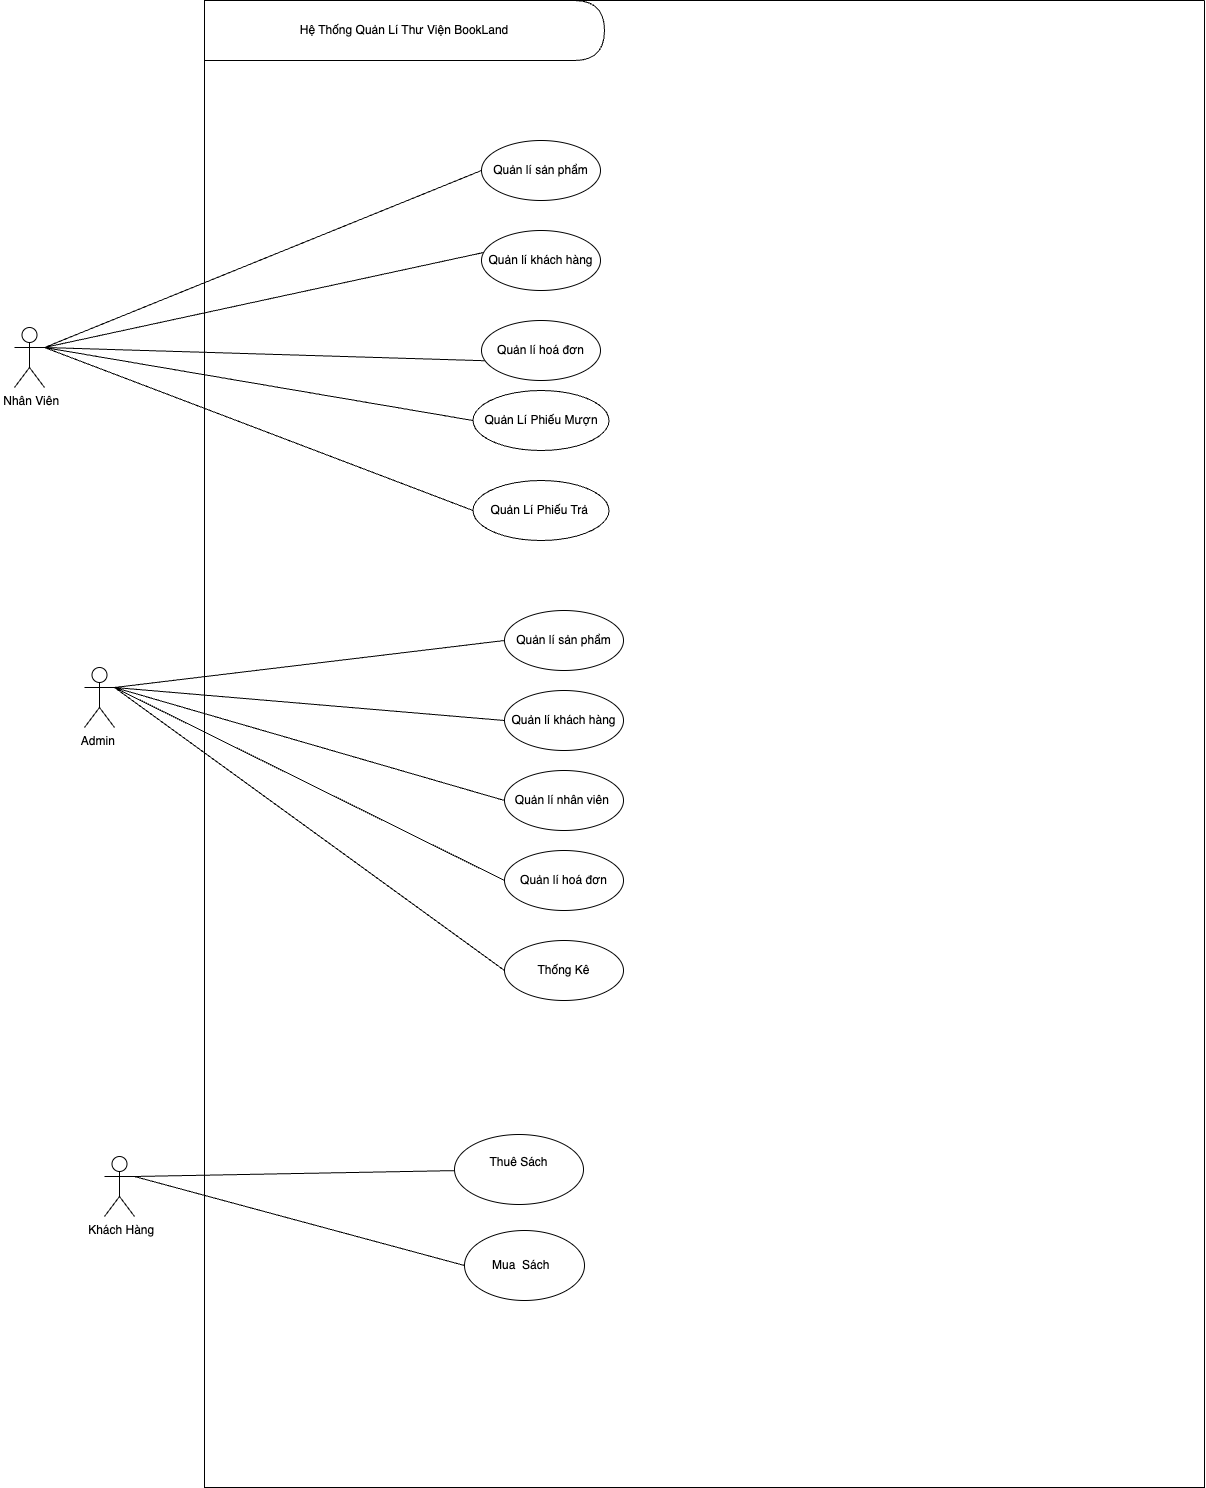 Hệ Thống Quản Lí Thư Viện BookLand
Quản lí sản phẩm
Quản lí khách hàng
Quản lí hoá đơn
Nhân Viên
Quản Lí Phiếu Mượn
Quản Lí Phiếu Trả
Quản lí sản phẩm
Quản lí khách hàng
Admin
Quản lí nhân viên
Quản lí hoá đơn
Thống Kê
Thuê Sách
Khách Hàng
Mua  Sách